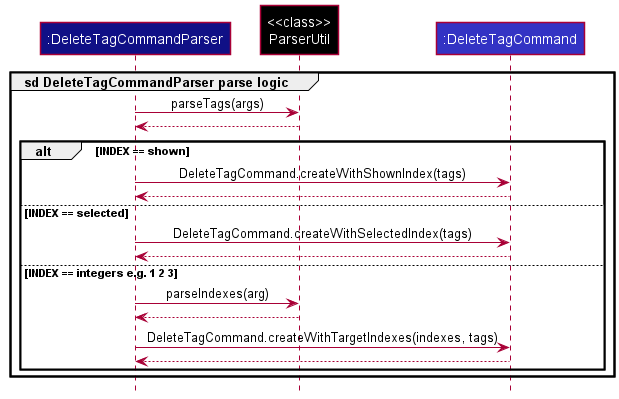 :DeleteTagCommandParser
<<class>>
ParserUtil
:DeleteTagCommand
sd DeleteTagCommandParser parse logic
parseTags(args)
alt
[INDEX == shown]
DeleteTagCommand.createWithShownIndex(tags)
[INDEX == selected]
DeleteTagCommand.createWithSelectedIndex(tags)
[INDEX == integers e.g. 1 2 3]
parseIndexes(arg)
DeleteTagCommand.createWithTargetIndexes(indexes, tags)